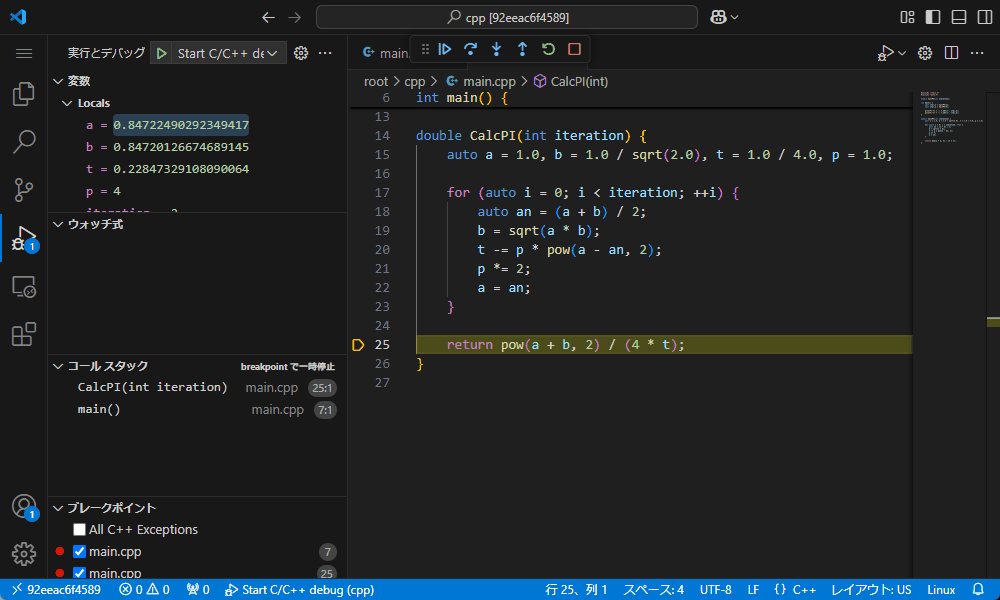 cpp [92eeac6f4589]
実行とデバッグ
Start C/C++ de
変数
Locals
a = 0.84722490292349417
b = 0.84720126674689145
t = 0.22847329108090064
p = 4
iteration = 2
ウォッチ式
コール スタック
breakpoint で一時停止
CalcPI(int iteration) main.cpp 25:1
main() main.cpp 7:1
ブレークポイント
All C++ Exceptions
main.cpp 7
main.cpp 25
1
1
main.
root > cpp > main.cpp > CalcPI(int)
6 int main() {
13
14 double CalcPI(int iteration) {
15 auto a = 1.0, b = 1.0 / sqrt(2.0), t = 1.0 / 4.0, p = 1.0;
16
17 for (auto i = 0; i < iteration; ++i) {
18 auto an = (a + b) / 2;
19 b = sqrt(a * b);
20 t -= p * pow(a - an, 2);
21 p *= 2;
22 a = an;
23 }
24
25 return pow(a + b, 2) / (4 * t);
26 }
27
92eeac6f4589 0 0 0 Start C/C++ debug (cpp) 行 25、列 1 スペース: 4 UTF-8 LF {} C++ レイアウト: US Linux